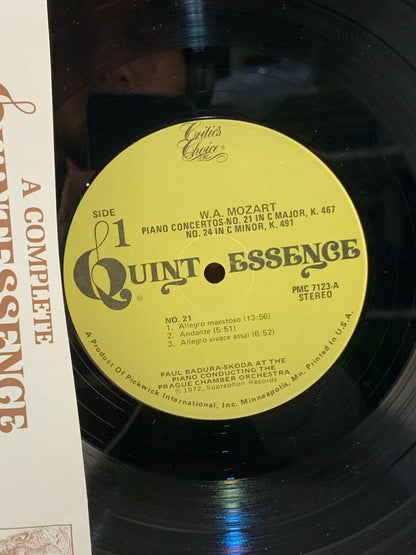 Critic's
Choice®
SIDE
1
W.A. MOZART
PIANO CONCERTOS-NO. 21 IN C MAJOR, K. 467
NO. 24 IN C MINOR, K. 491
QUINTESSENCE
®
PMC 7123-A
STEREO
NO. 21
1. Allegro maestoso (13:56)
2. Andante (5:51)
3. Allegro vivace assai (6:52)
PAUL BADURA-SKODA AT THE
PIANO CONDUCTING THE
PRAGUE CHAMBER ORCHESTRA
℗ 1972, Supraphon Records
A Product Of Pickwick International, Inc. Minneapolis, Mn. Printed In U.S.A.
A COMPLETE
QUINTESSENCE